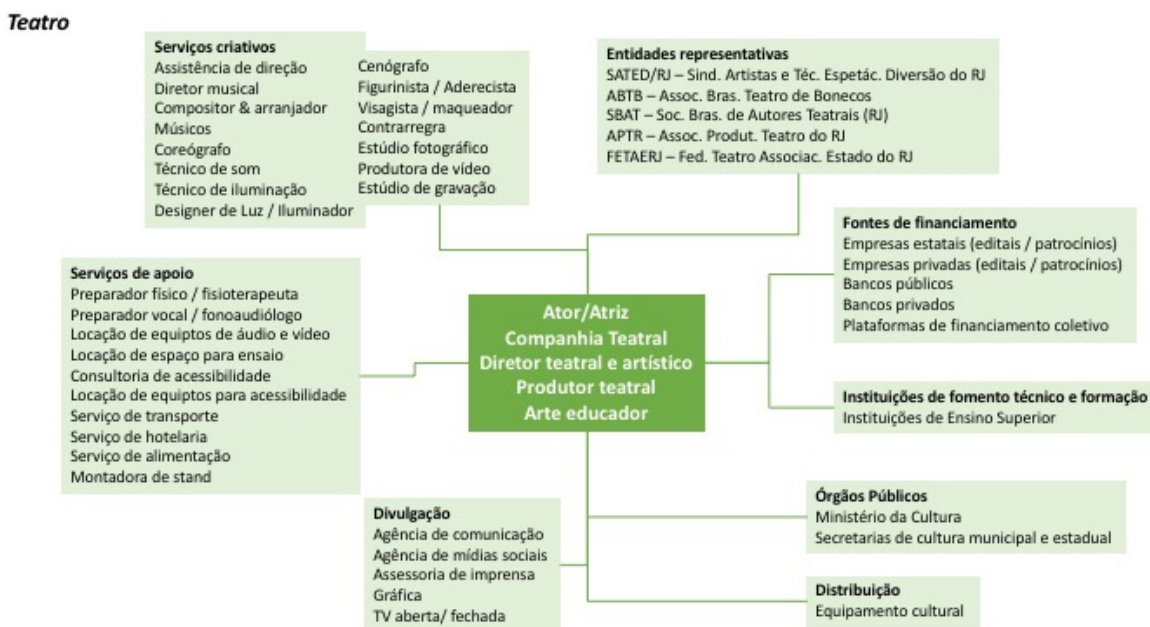 Teatro
Serviços criativos
Assistência de direção
Diretor musical
Compositor & arranjador
Músicos
Coreógrafo
Técnico de som
Técnico de iluminação
Designer de Luz / Iluminador
Cenógrafo
Figurinista / Aderecista
Visagista / maqueador
Contrarregra
Estúdio fotográfico
Produtora de vídeo
Estúdio de gravação
Entidades representativas
SATED/RJ – Sind. Artistas e Téc. Espetác. Diversão do RJ
ABTB – Assoc. Bras. Teatro de Bonecos
SBAT – Soc. Bras. de Autores Teatrais (RJ)
APTR – Assoc. Produt. Teatro do RJ
FETAERJ – Fed. Teatro Associac. Estado do RJ
Serviços de apoio
Preparador físico / fisioterapeuta
Preparador vocal / fonoaudiólogo
Locação de equiptos de áudio e vídeo
Locação de espaço para ensaio
Consultoria de acessibilidade
Locação de equiptos para acessibilidade
Serviço de transporte
Serviço de hotelaria
Serviço de alimentação
Montadora de stand
Ator/Atriz
Companhia Teatral
Diretor teatral e artístico
Produtor teatral
Arte educador
Fontes de financiamento
Empresas estatais (editais / patrocínios)
Empresas privadas (editais / patrocínios)
Bancos públicos
Bancos privados
Plataformas de financiamento coletivo
Instituições de fomento técnico e formação
Instituições de Ensino Superior
Divulgação
Agência de comunicação
Agência de mídias sociais
Assessoria de imprensa
Gráfica
TV aberta/ fechada
Órgãos Públicos
Ministério da Cultura
Secretarias de cultura municipal e estadual
Distribuição
Equipamento cultural